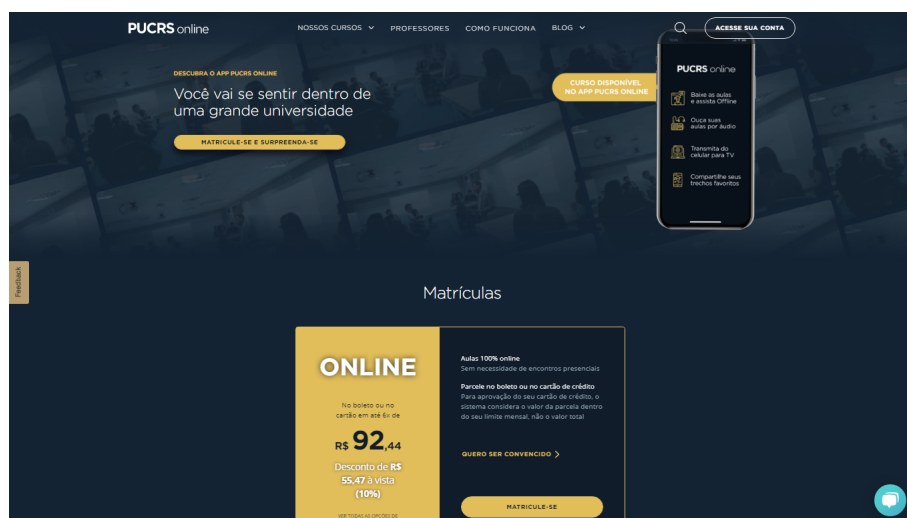 PUCRS online
NOSSOS CURSOS
PROFESSORES
COMO FUNCIONA
BLOG
ACESSE SUA CONTA
DESCUBRA O APP PUCRS ONLINE
Você vai se sentir dentro de
uma grande universidade
MATRICULE-SE E SURPREENDA-SE
CURSO DISPONÍVEL
NO APP PUCRS ONLINE
PUCRS online
Baixe as aulas
e assista Offline
Ouça suas
aulas por áudio
Transmita do
celular para TV
Compartilhe seus
trechos favoritos
Feedback
Matrículas
ONLINE
No boleto ou no
cartão em até 6x de
R$ 92,44
Desconto de R$
55,47 à vista
(10%)
VER TODAS AS OPÇÕES DE
Aulas 100% online
Sem necessidade de encontros presenciais
Parcele no boleto ou no cartão de crédito
Para aprovação do seu cartão de crédito, o
sistema considera o valor da parcela dentro
do seu limite mensal, não o valor total
QUERO SER CONVENCIDO
MATRICULE-SE